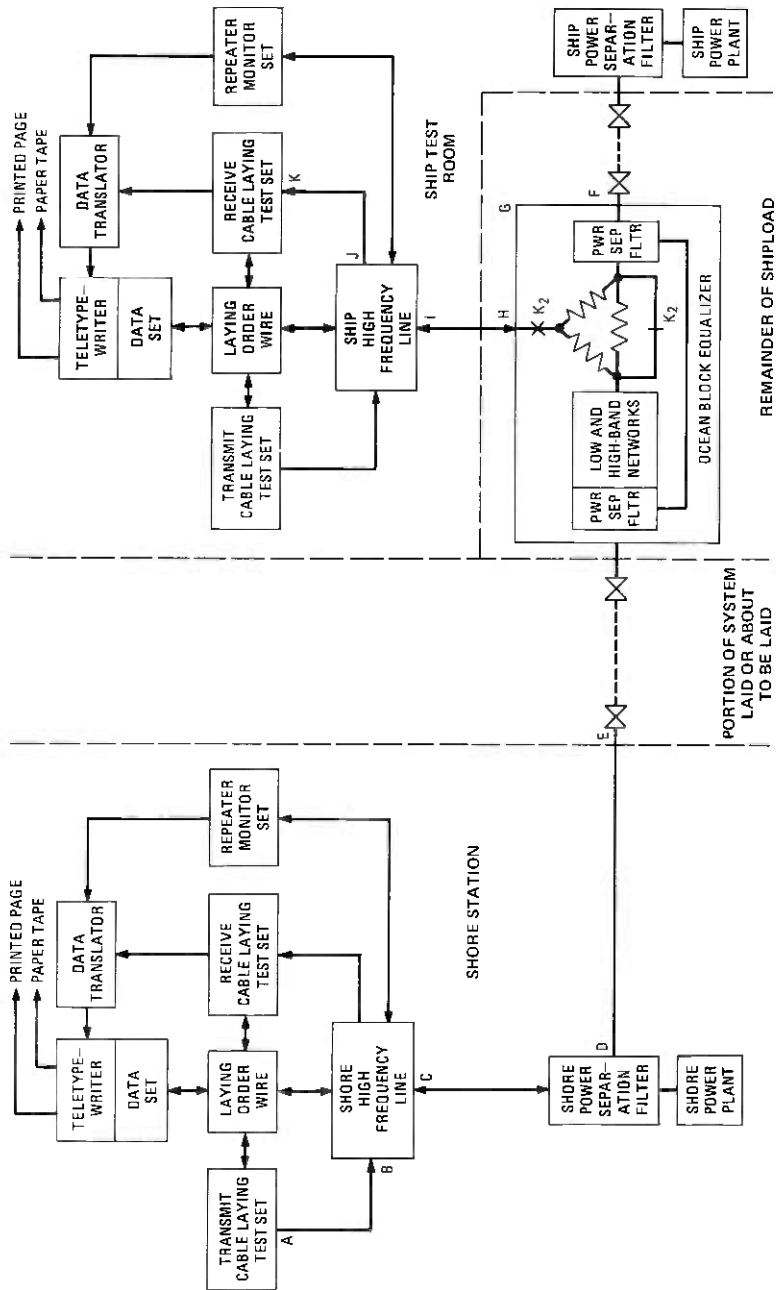 PRINTED PAGE
PAPER TAPE
TELETYPE-
WRITER
DATA
SET
DATA
TRANSLATOR
REPEATER
MONITOR
SET
LAYING
ORDER
WIRE
RECEIVE
CABLE LAYING
TEST SET
TRANSMIT
CABLE LAYING
TEST SET
A
B
SHORE
HIGH
FREQUENCY
LINE
C
SHORE STATION
SHORE
POWER
SEPAR-
ATION
FILTER
D
SHORE
POWER
PLANT
E
PORTION OF SYSTEM
LAID OR ABOUT
TO BE LAID
PRINTED PAGE
PAPER TAPE
TELETYPE-
WRITER
DATA
SET
DATA
TRANSLATOR
REPEATER
MONITOR
SET
LAYING
ORDER
WIRE
RECEIVE
CABLE LAYING
TEST SET
K
TRANSMIT
CABLE LAYING
TEST SET
SHIP
HIGH
FREQUENCY
LINE
J
I
SHIP TEST
ROOM
H
K2
G
PWR
SEP
FLTR
LOW AND
HIGH-BAND
NETWORKS
K2
PWR
SEP
FLTR
OCEAN BLOCK EQUALIZER
F
REMAINDER OF SHIPLOAD
SHIP
POWER
SEPAR-
ATION
FILTER
SHIP
POWER
PLANT